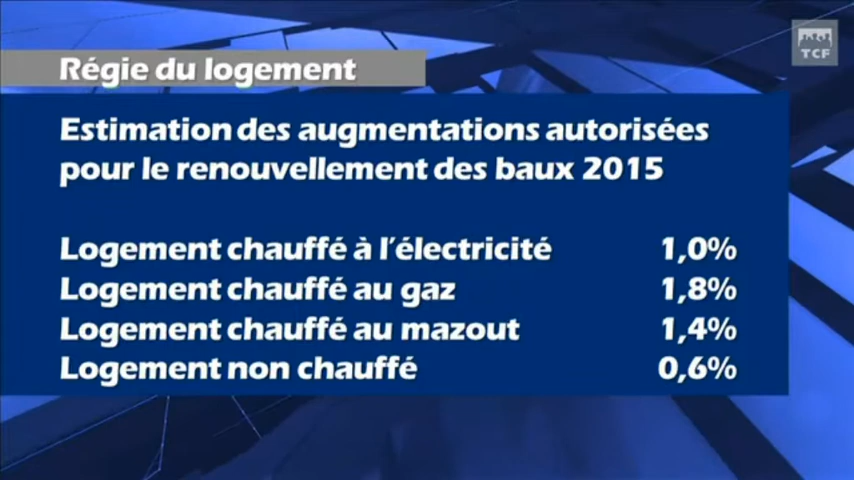 TCF
Régie du logement
Estimation des augmentations autorisées
pour le renouvellement des baux 2015
Logement chauffé à l'électricité 1,0%
Logement chauffé au gaz 1,8%
Logement chauffé au mazout 1,4%
Logement non chauffé 0,6%